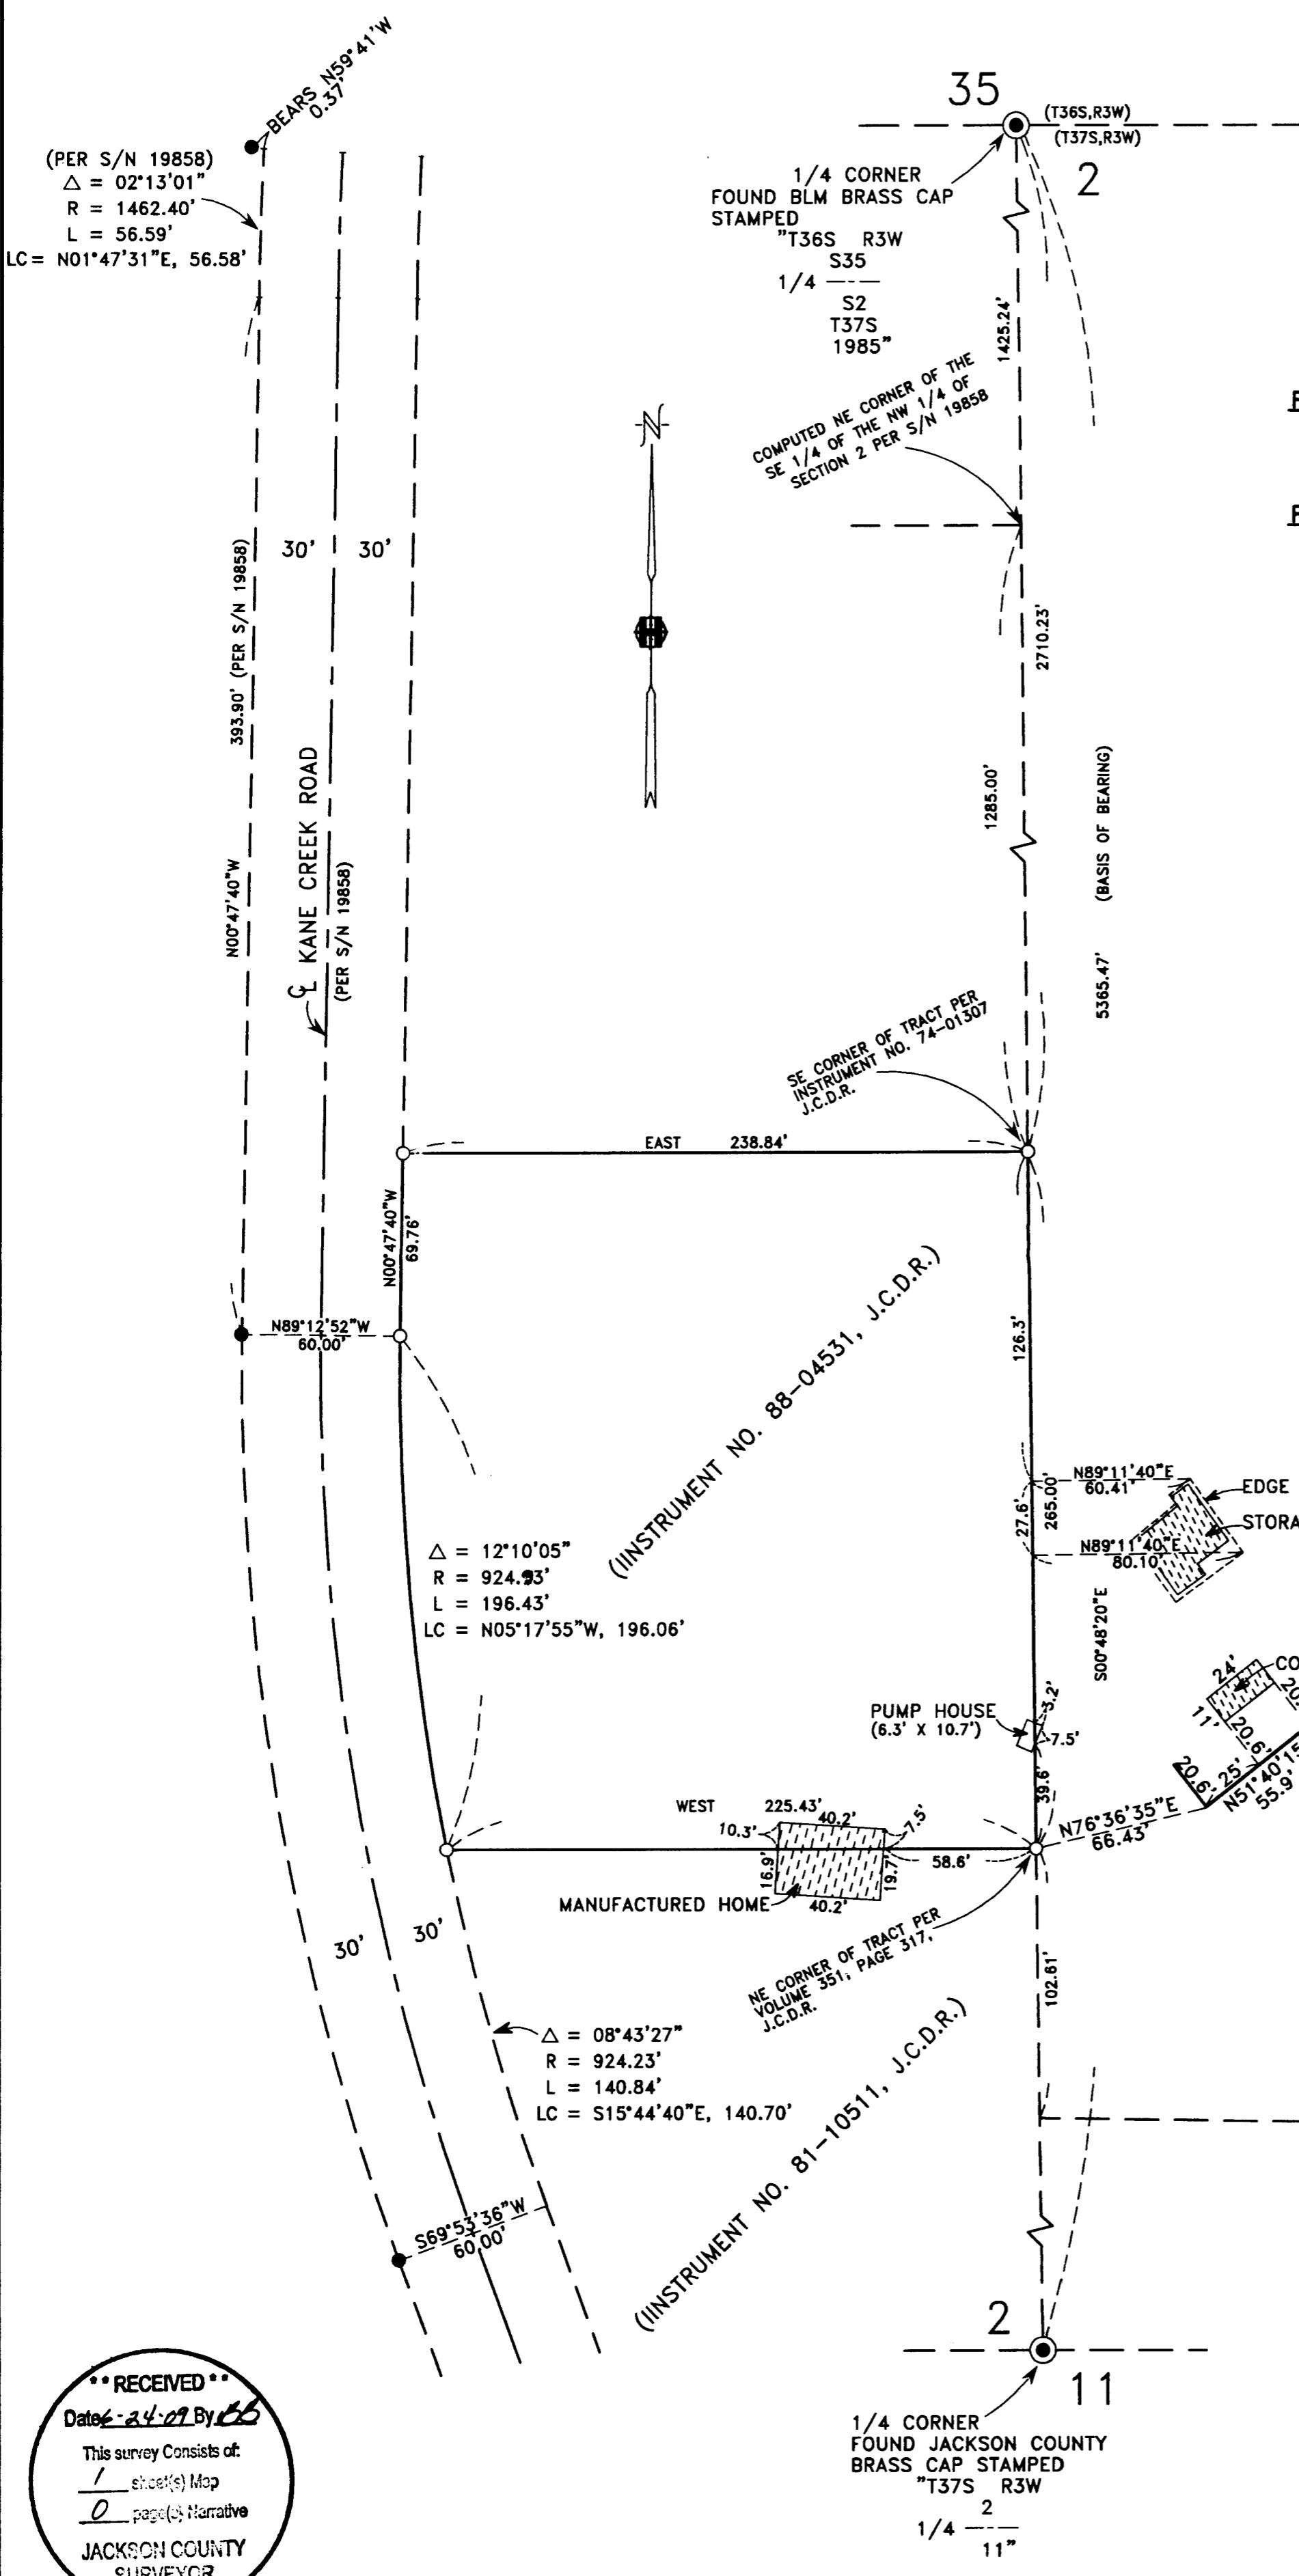 BEARS N59°41'W
0.37'
(PER S/N 19858)
△ = 02°13'01"
R = 1462.40'
L = 56.59'
LC = N01°47'31"E, 56.58'
35
(T36S,R3W)
(T37S,R3W)
2
1/4 CORNER
FOUND BLM BRASS CAP
STAMPED
"T36S R3W
S35
1/4
S2
T37S
1985"
1425.24'
COMPUTED NE CORNER OF THE
SE 1/4 OF THE NW 1/4 OF
SECTION 2 PER S/N 19858
N
30' 30'
393.90' (PER S/N 19858)
N00°47'40"W
℄ KANE CREEK ROAD
(PER S/N 19858)
2710.23'
1285.00'
(BASIS OF BEARING)
5365.47'
SE CORNER OF TRACT PER
INSTRUMENT NO. 74-01307
J.C.D.R.
EAST 238.84'
N00°47'40"W
69.76'
N89°12'52"W
60.00'
(IINSTRUMENT NO. 88-04531, J.C.D.R.)
126.3'
27.6'
265.00'
N89°11'40"E
60.41'
EDGE
STORA
N89°11'40"E
80.10'
S00°48'20"E
△ = 12°10'05"
R = 924.93'
L = 196.43'
LC = N05°17'55"W, 196.06'
PUMP HOUSE
(6.3' X 10.7')
3.2'
7.5'
39.6'
24'
CO
11'
20.6'
20.6'
25'
N51°40'15
55.9'
N76°36'35"E
66.43'
WEST 225.43'
40.2'
10.3'
7.5'
16.9'
19.7'
58.6'
40.2'
MANUFACTURED HOME
NE CORNER OF TRACT PER
VOLUME 351, PAGE 317,
J.C.D.R.
102.61'
30' 30'
△ = 08°43'27"
R = 924.23'
L = 140.84'
LC = S15°44'40"E, 140.70'
(IINSTRUMENT NO. 81-10511, J.C.D.R.)
S69°53'36"W
60.00'
2
11
1/4 CORNER
FOUND JACKSON COUNTY
BRASS CAP STAMPED
"T37S R3W
2
1/4
11"
**RECEIVED**
Date 6-24-09 By BB
This survey Consists of:
1 sheet(s) Map
0 page(s) Narrative
JACKSON COUNTY
SURVEYOR